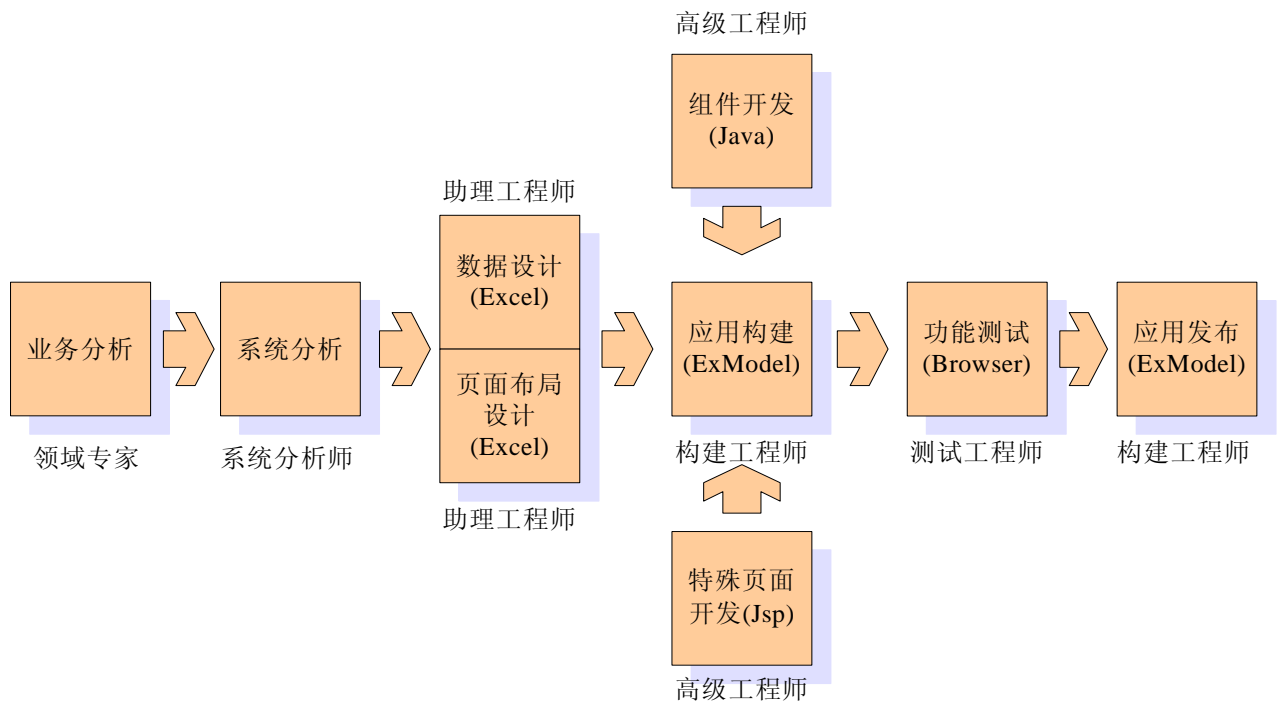 高级工程师
组件开发
(Java)
助理工程师
数据设计
(Excel)
页面布局
设计
(Excel)
助理工程师
业务分析
领域专家
系统分析
系统分析师
应用构建
(ExModel)
构建工程师
功能测试
(Browser)
测试工程师
应用发布
(ExModel)
构建工程师
特殊页面
开发(Jsp)
高级工程师